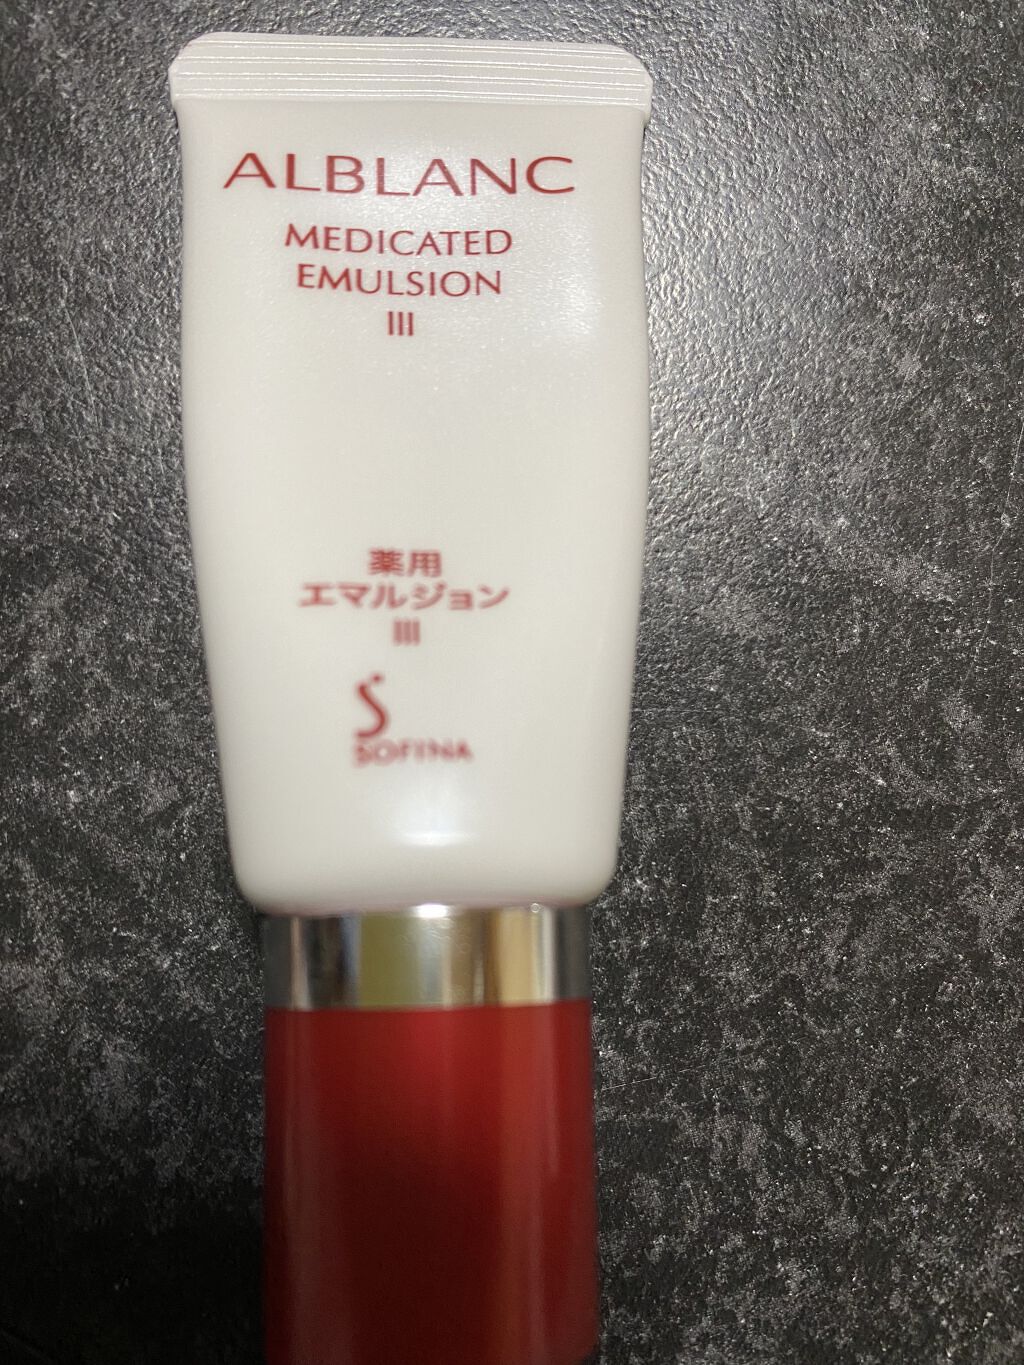 ALBLANC
MEDICATED
EMULSION
III
薬用
エマルジョン
III
SOFINA